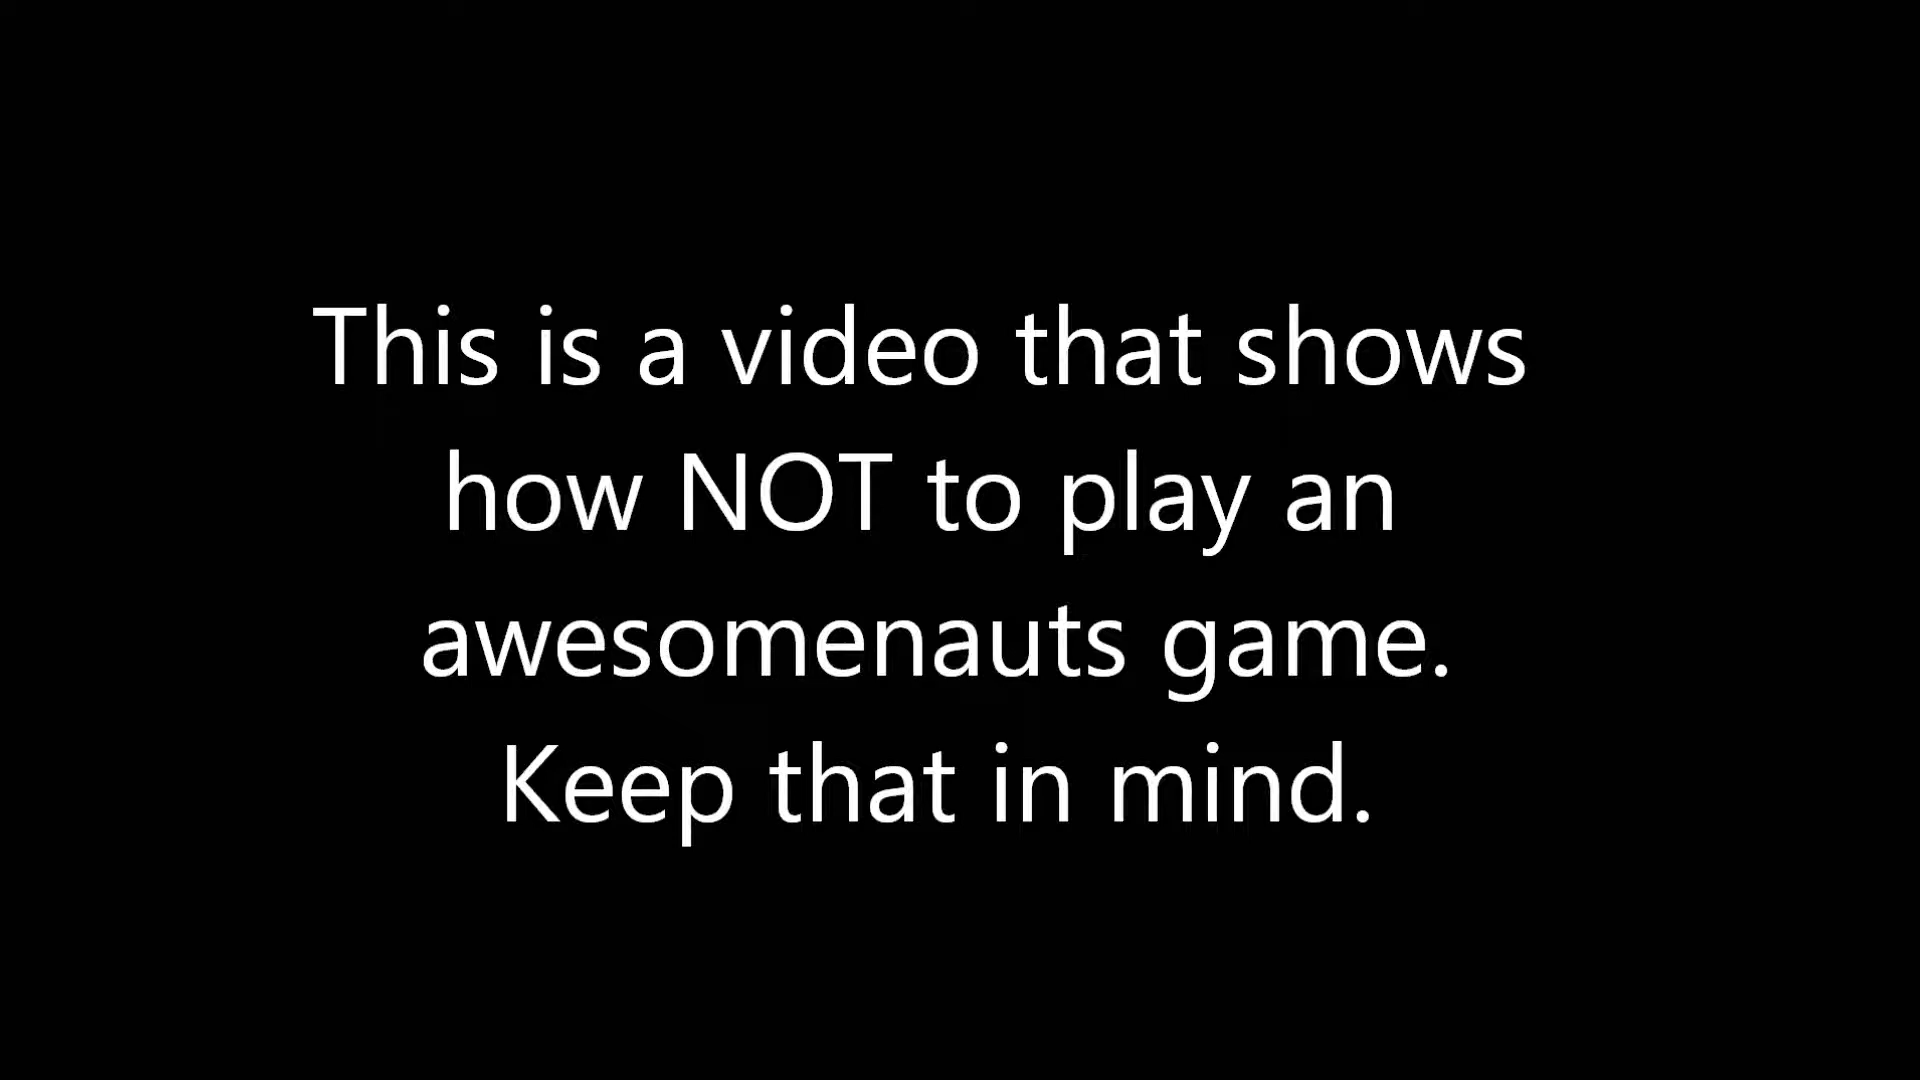 This is a video that shows
how NOT to play an
awesomenauts game.
Keep that in mind.